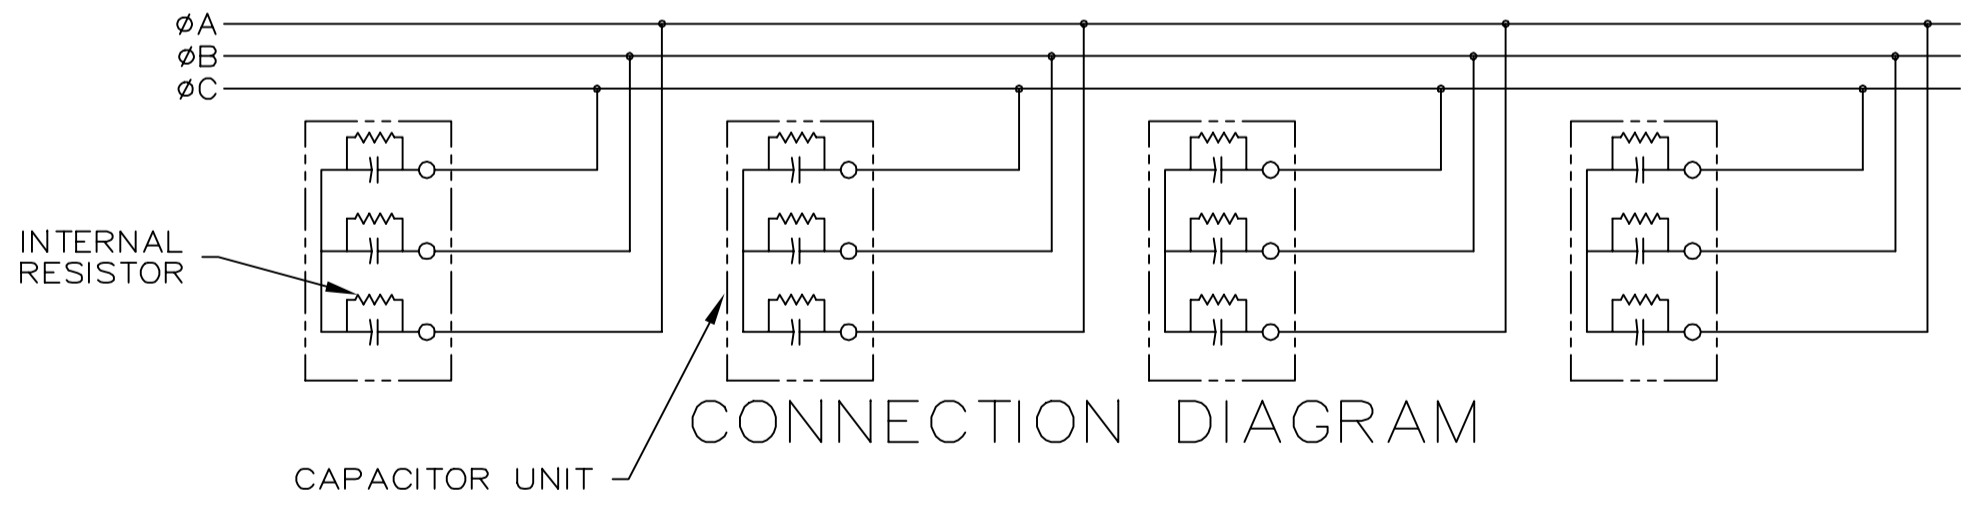 øA
øB
øC
INTERNAL
RESISTOR
CONNECTION DIAGRAM
CAPACITOR UNIT